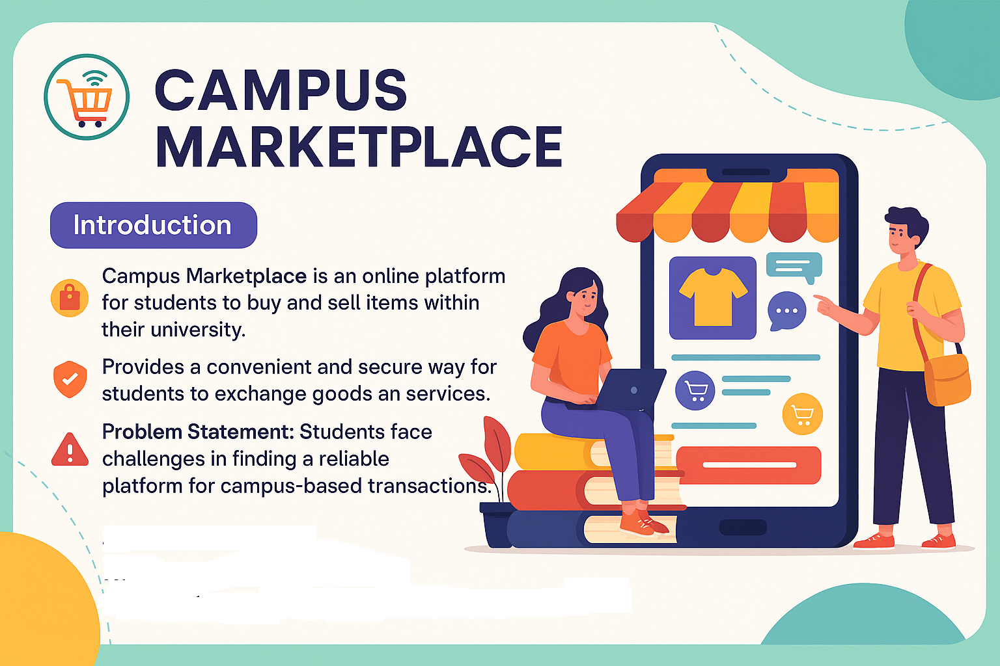 CAMPUS
MARKETPLACE
Introduction
Campus Marketplace is an online platform
for students to buy and sell items within
their university.
Provides a convenient and secure way for
students to exchange goods an services.
Problem Statement: Students face
challenges in finding a reliable
platform for campus-based transactions.